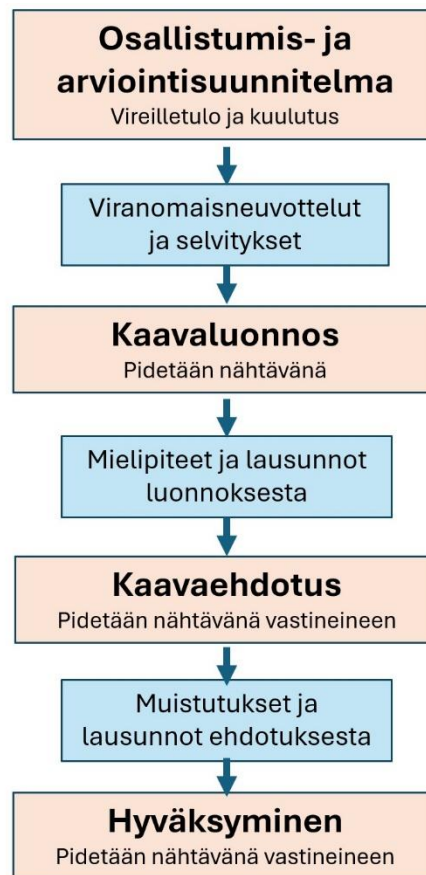 Osallistumis- ja
arviointisuunnitelma
Vireilletulo ja kuulutus
Viranomaisneuvottelut
ja selvitykset
Kaavaluonnos
Pidetään nähtävänä
Mielipiteet ja lausunnot
luonnoksesta
Kaavaehdotus
Pidetään nähtävänä vastineineen
Muistutukset ja
lausunnot ehdotuksesta
Hyväksyminen
Pidetään nähtävänä vastineineen